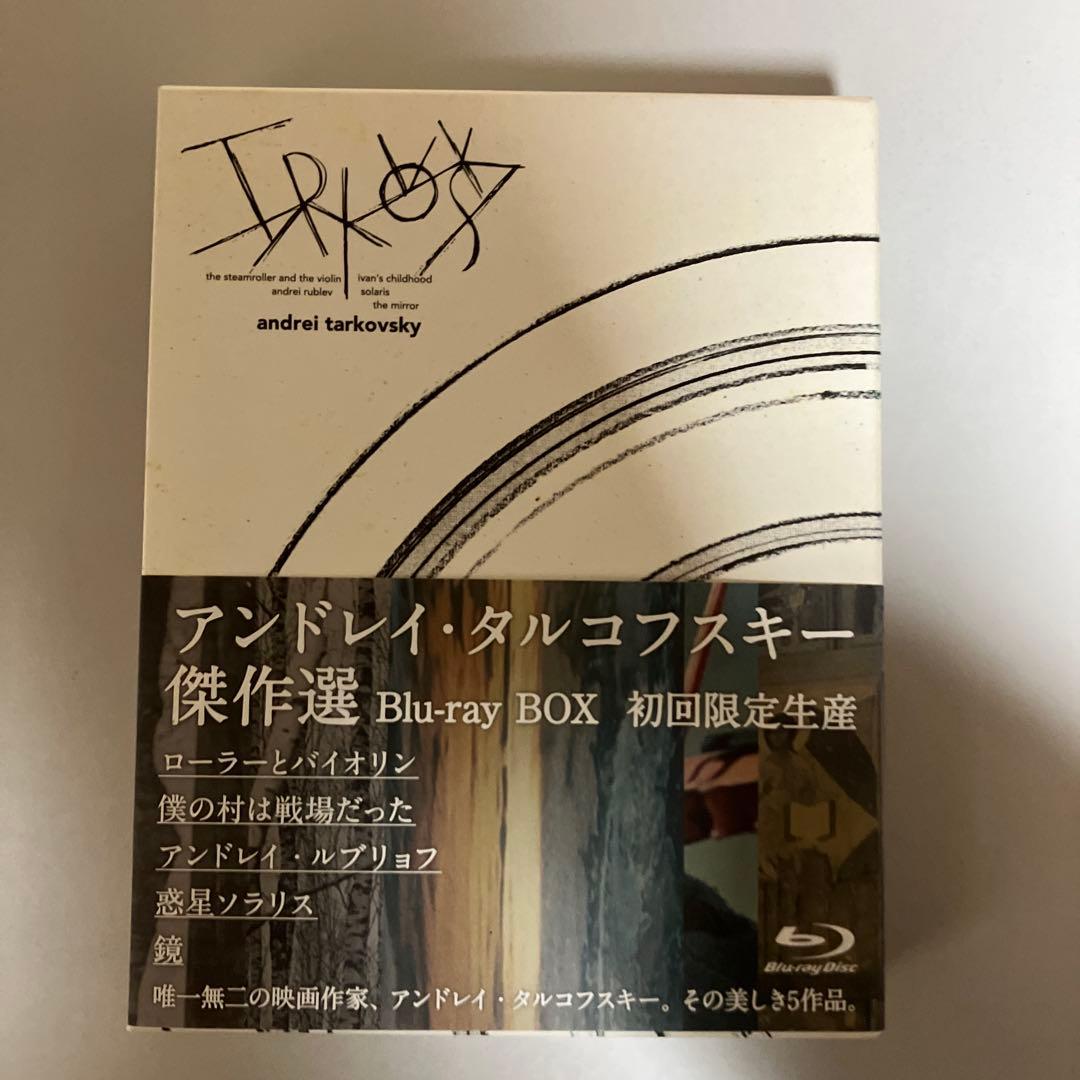 TRKOVSKY
the steamroller and the violin ivan's childhood
andrei rublev solaris
the mirror
andrei tarkovsky
アンドレイ・タルコフスキー
傑作選 Blu-ray BOX 初回限定生産
ローラーとバイオリン
僕の村は戦場だった
アンドレイ・ルブリョフ
惑星ソラリス
鏡
Blu-ray Disc
唯一無二の映画作家、アンドレイ・タルコフスキー。その美しき5作品。